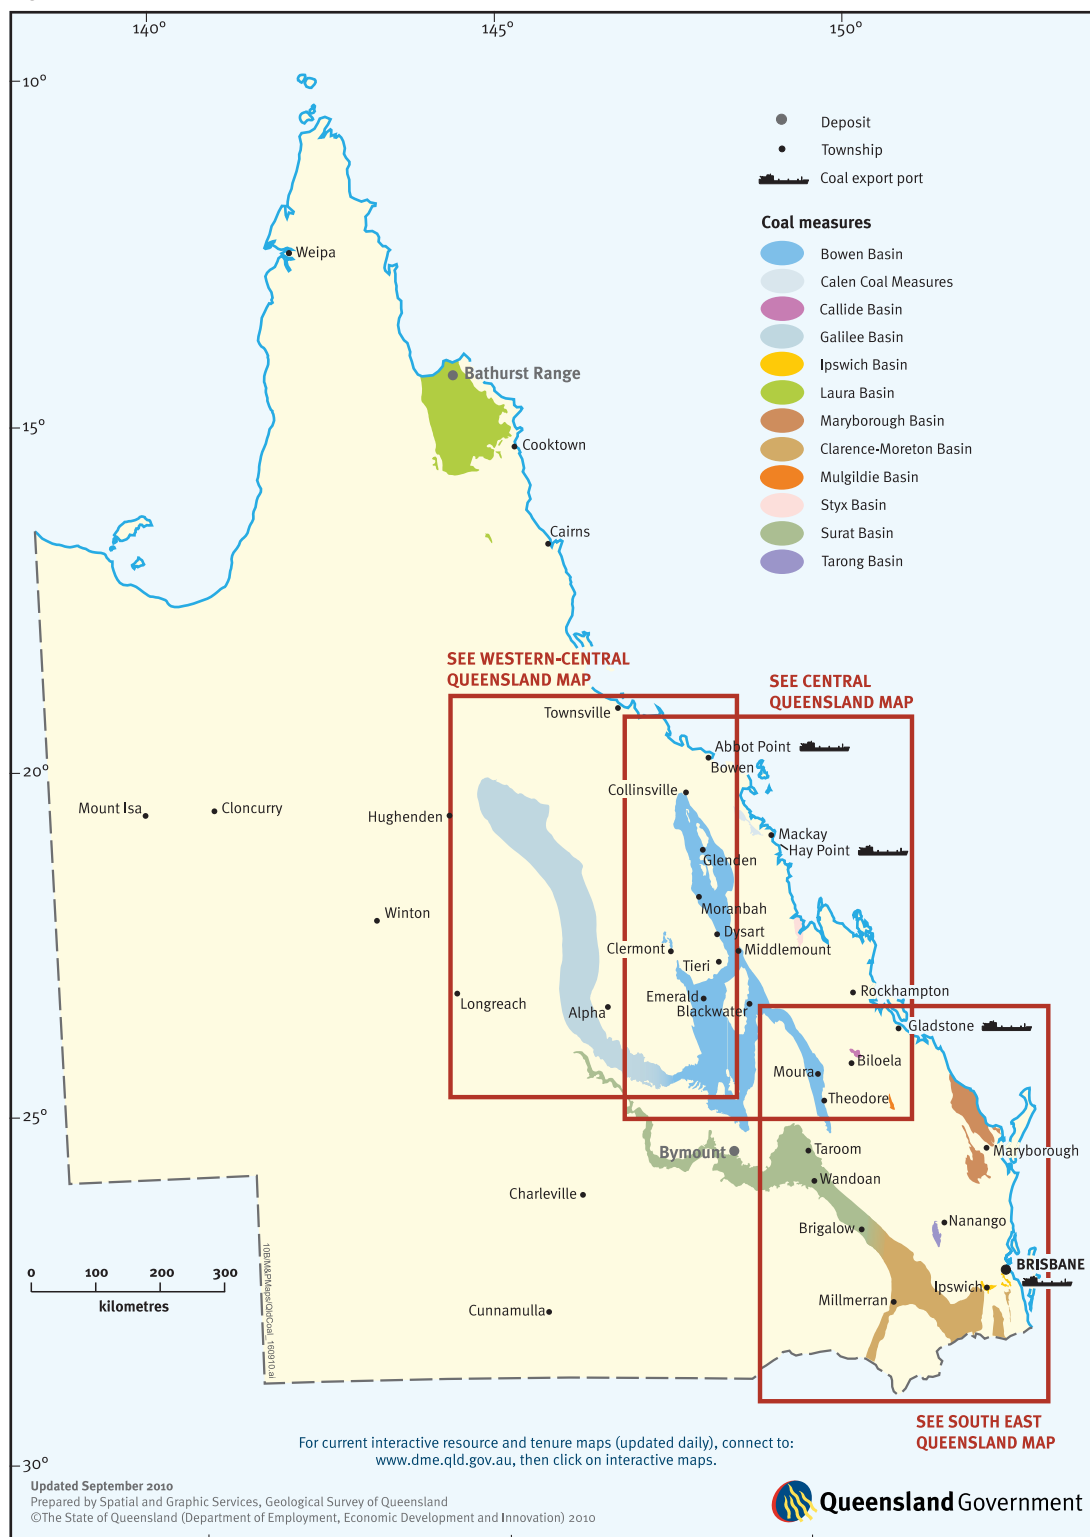 140°
145°
150°
10°
15°
20°
25°
30°
Deposit
Township
Coal export port
Coal measures
Bowen Basin
Calen Coal Measures
Callide Basin
Galilee Basin
Ipswich Basin
Laura Basin
Maryborough Basin
Clarence-Moreton Basin
Mulgildie Basin
Styx Basin
Surat Basin
Tarong Basin
Weipa
Bathurst Range
Cooktown
Cairns
SEE WESTERN-CENTRAL
QUEENSLAND MAP
SEE CENTRAL
QUEENSLAND MAP
Townsville
Abbot Point
Bowen
Collinsville
Mount Isa
Cloncurry
Hughenden
Mackay
Hay Point
Glenden
Winton
Moranbah
Dysart
Clermont
Middlemount
Tieri
Longreach
Alpha
Emerald
Blackwater
Rockhampton
Gladstone
Biloela
Moura
Theodore
Bymount
Taroom
Maryborough
Wandoan
Charleville
Nanango
Brigalow
BRISBANE
Ipswich
Millmerran
Cunnamulla
0 100 200 300
kilometres
10B/M&PMaps/QldCoal_160910.ai
SEE SOUTH EAST
QUEENSLAND MAP
For current interactive resource and tenure maps (updated daily), connect to:
www.dme.qld.gov.au, then click on interactive maps.
Updated September 2010
Prepared by Spatial and Graphic Services, Geological Survey of Queensland
©The State of Queensland (Department of Employment, Economic Development and Innovation) 2010
Queensland Government